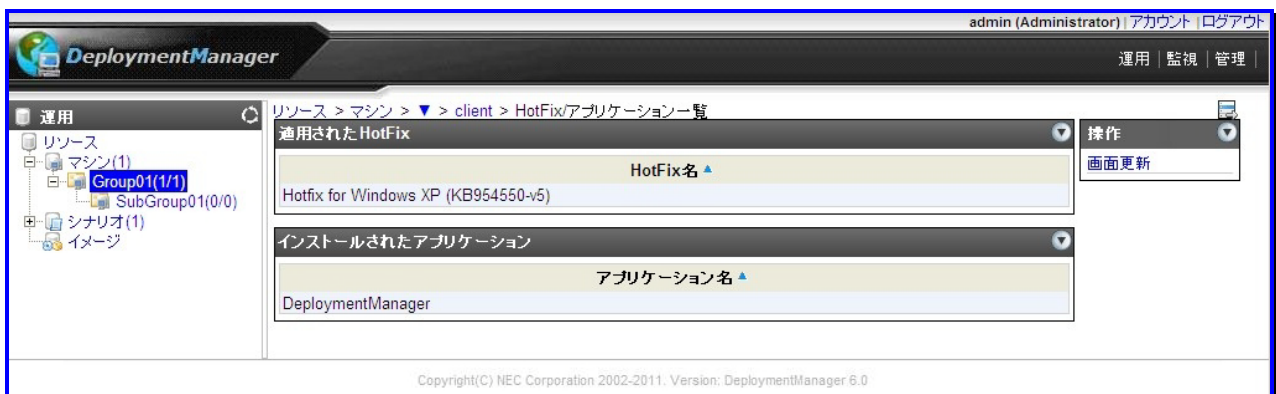 admin (Administrator) | アカウント | ログアウト
DeploymentManager
運用 | 監視 | 管理 |
運用
リソース
マシン(1)
Group01(1/1)
SubGroup01(0/0)
シナリオ(1)
イメージ
リソース > マシン > ▼ > client > HotFix/アプリケーション一覧
適用されたHotFix
HotFix名 ▲
Hotfix for Windows XP (KB954550-v5)
インストールされたアプリケーション
アプリケーション名 ▲
DeploymentManager
操作
画面更新
Copyright(C) NEC Corporation 2002-2011. Version: DeploymentManager 6.0